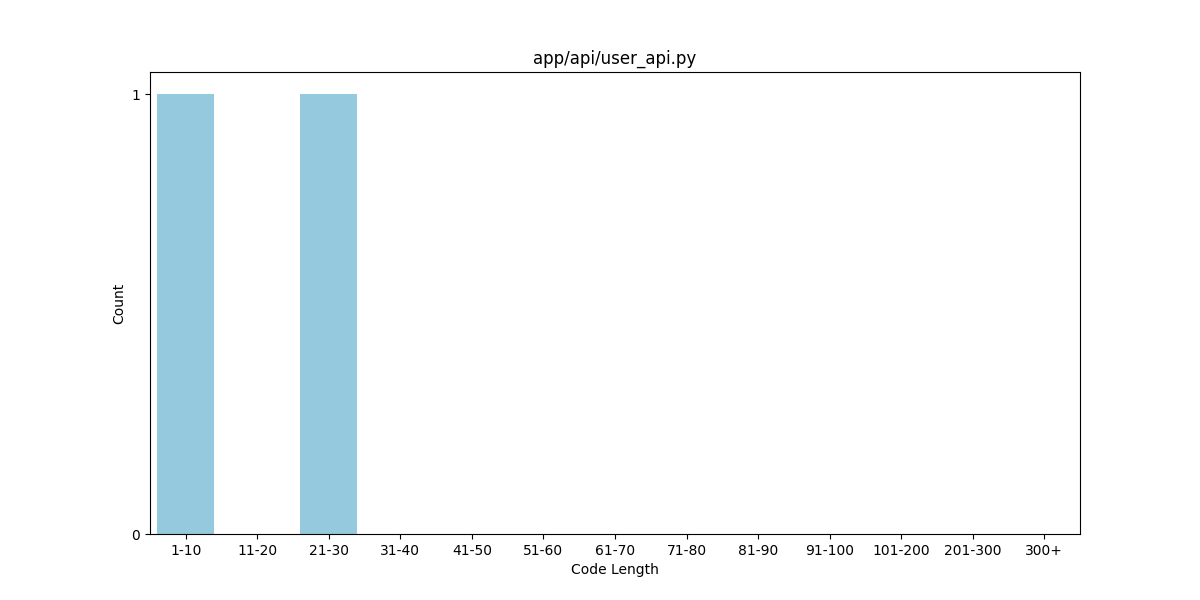 app/api/user_api.py
1
Count
0
1-10 11-20 21-30 31-40 41-50 51-60 61-70 71-80 81-90 91-100 101-200 201-300 300+
Code Length